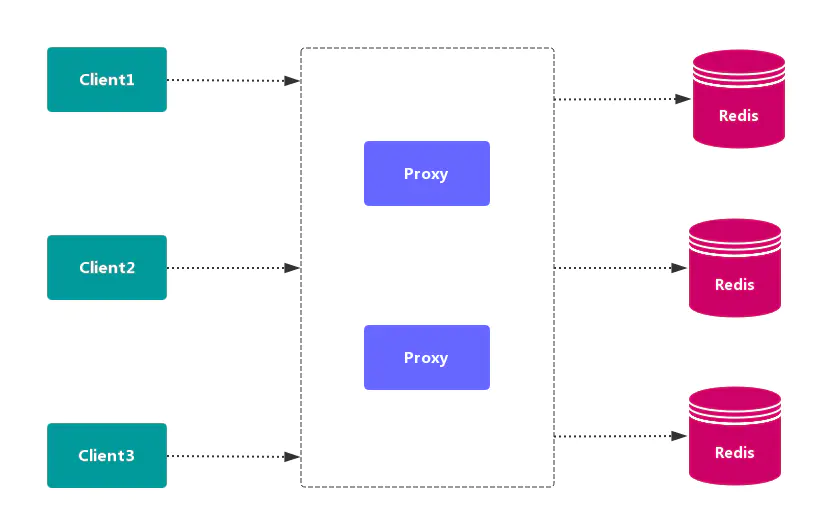 Client1
Redis
Proxy
Client2
Redis
Proxy
Client3
Redis